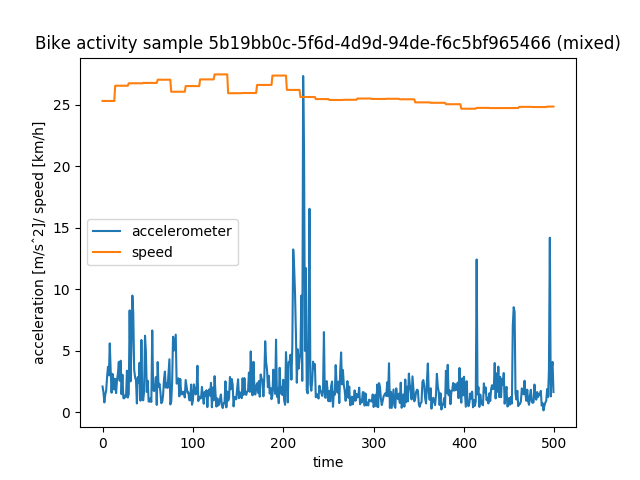 Bike activity sample 5b19bb0c-5f6d-4d9d-94de-f6c5bf965466 (mixed)
acceleration [m/s^2]/ speed [km/h]
25
20
15
10
5
0
accelerometer
speed
0 100 200 300 400 500
time